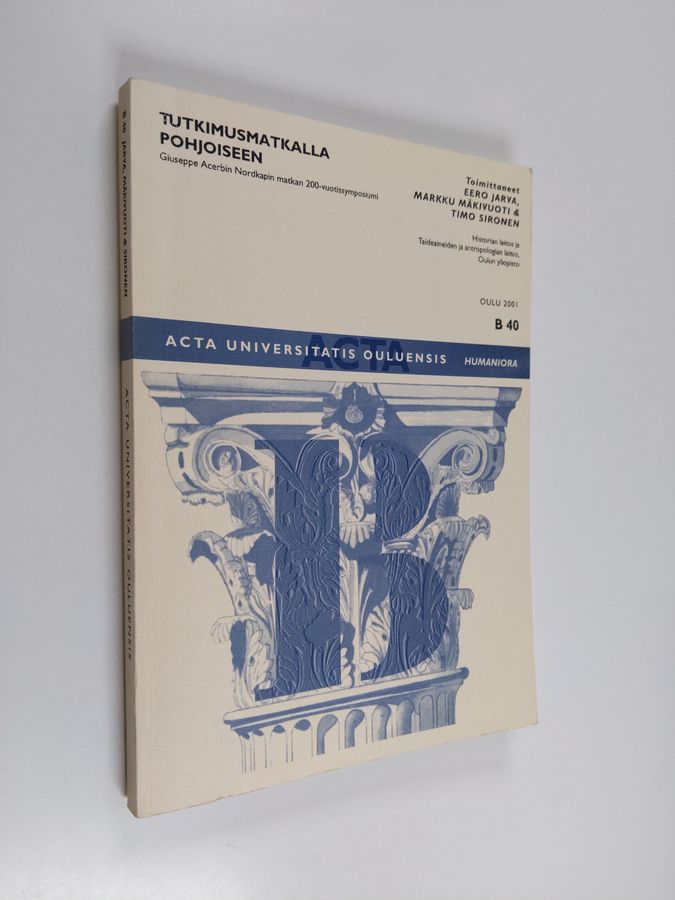 TUTKIMUSMATKALLA
POHJOISEEN
Giuseppe Acerbin Nordkapin matkan 200-vuotissymposiumi
Toimittaneet
EERO JARVA,
MARKKU MÄKIVUOTI &
TIMO SIRONEN
Historian laitos ja
Taideaineiden ja antropologian laitos,
Oulun yliopisto
OULU 2001
B 40
ACTA
ACTA UNIVERSITATIS OULUENSIS HUMANIORA
B
B 40 JARVA, MÄKIVUOTI & SIRONEN
ACTA UNIVERSITATIS OULUENSIS